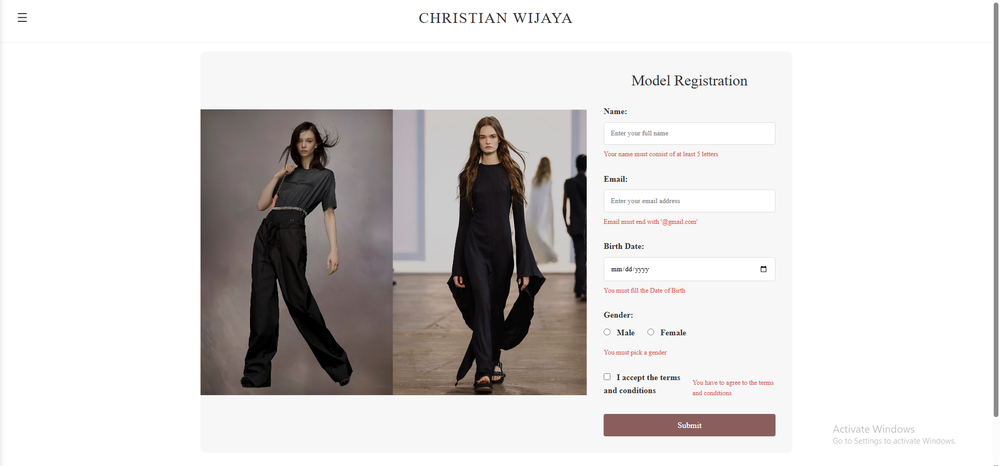 CHRISTIAN WIJAYA
Model Registration
Name:
Enter your full name
Your name must consist of at least 5 letters
Email:
Enter your email address
Email must end with '@gmail.com'
Birth Date:
mm/dd/yyyy
You must fill the Date of Birth
Gender:
Male Female
You must pick a gender
I accept the terms
and conditions
You have to agree to the terms
and conditions
Submit
Activate Windows
Go to Settings to activate Windows.